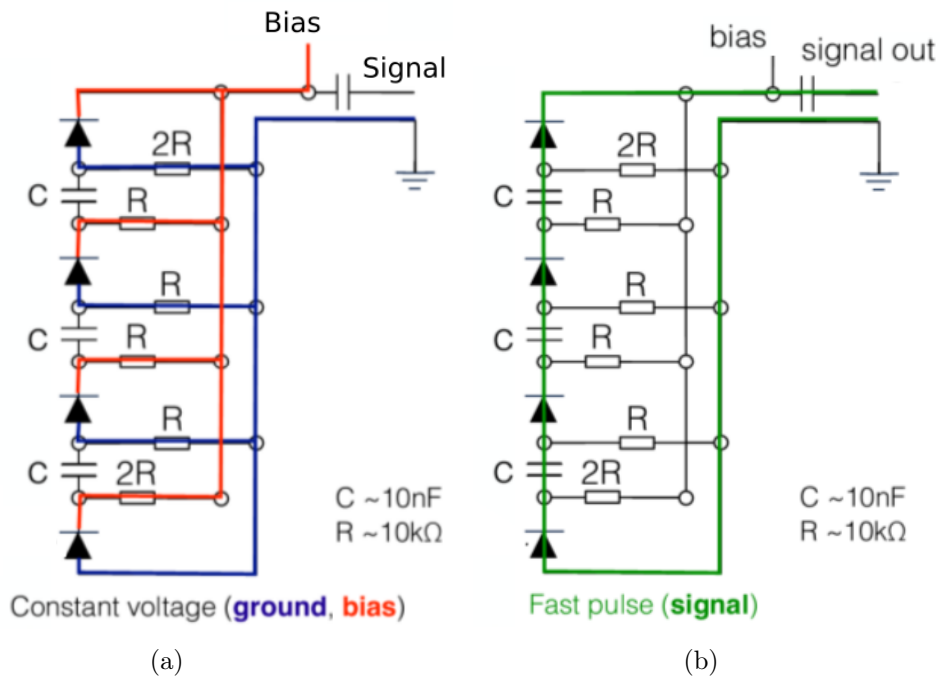 Bias
Signal
2R
C
R
R
C
R
R
C
2R
C ~10nF
R ~10kΩ
Constant voltage (ground, bias)
(a)
bias
signal out
2R
C
R
R
C
R
R
C
2R
C ~10nF
R ~10kΩ
Fast pulse (signal)
(b)